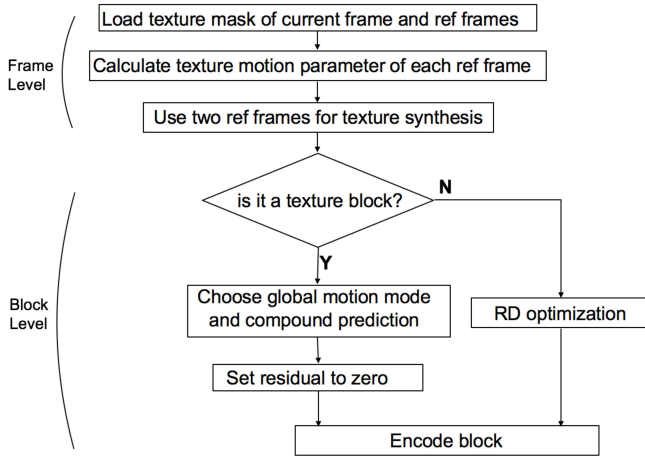 Load texture mask of current frame and ref frames
Frame
Level
Calculate texture motion parameter of each ref frame
Use two ref frames for texture synthesis
is it a texture block?
N
Y
Block
Level
Choose global motion mode
and compound prediction
RD optimization
Set residual to zero
Encode block